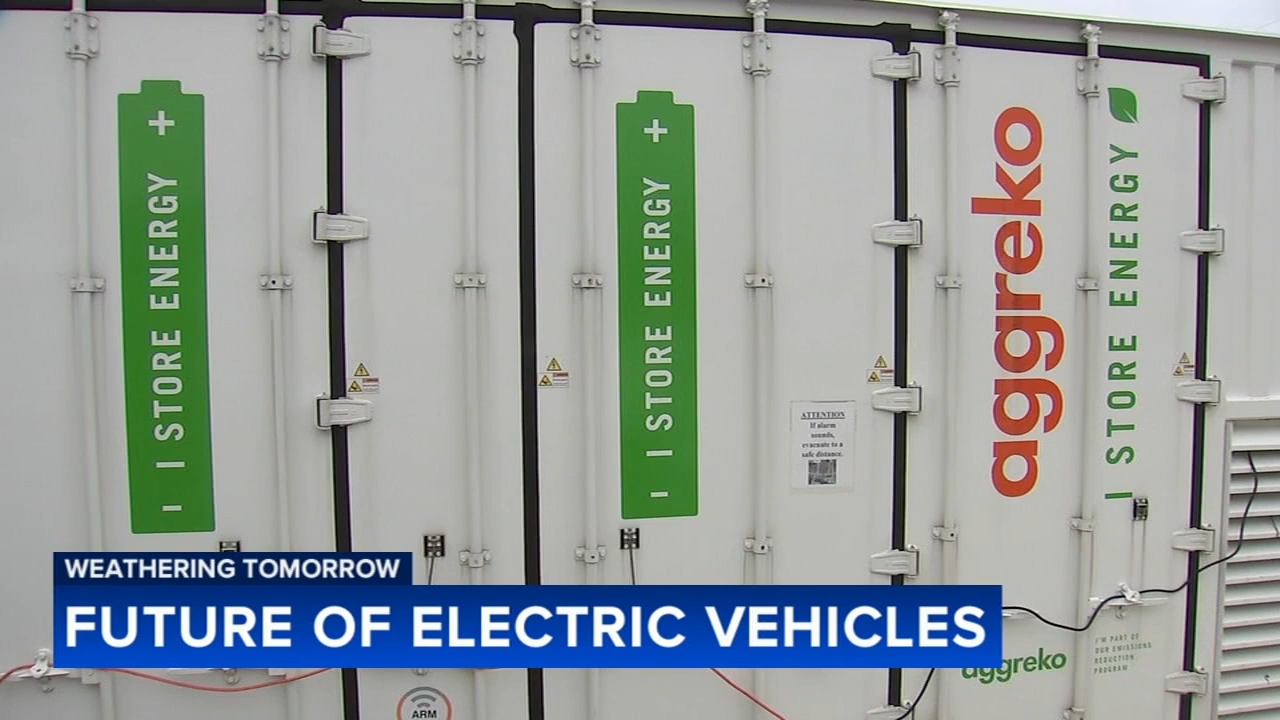 +
I STORE ENERGY
−
+
I STORE ENERGY
−
aggreko
I STORE ENERGY
ATTENTION
If alarm
sounds,
evacuate to a
safe distance.
WEATHERING TOMORROW
FUTURE OF ELECTRIC VEHICLES
aggreko
I'M PART OF
OUR EMISSIONS
REDUCTION
PROGRAM
ARM